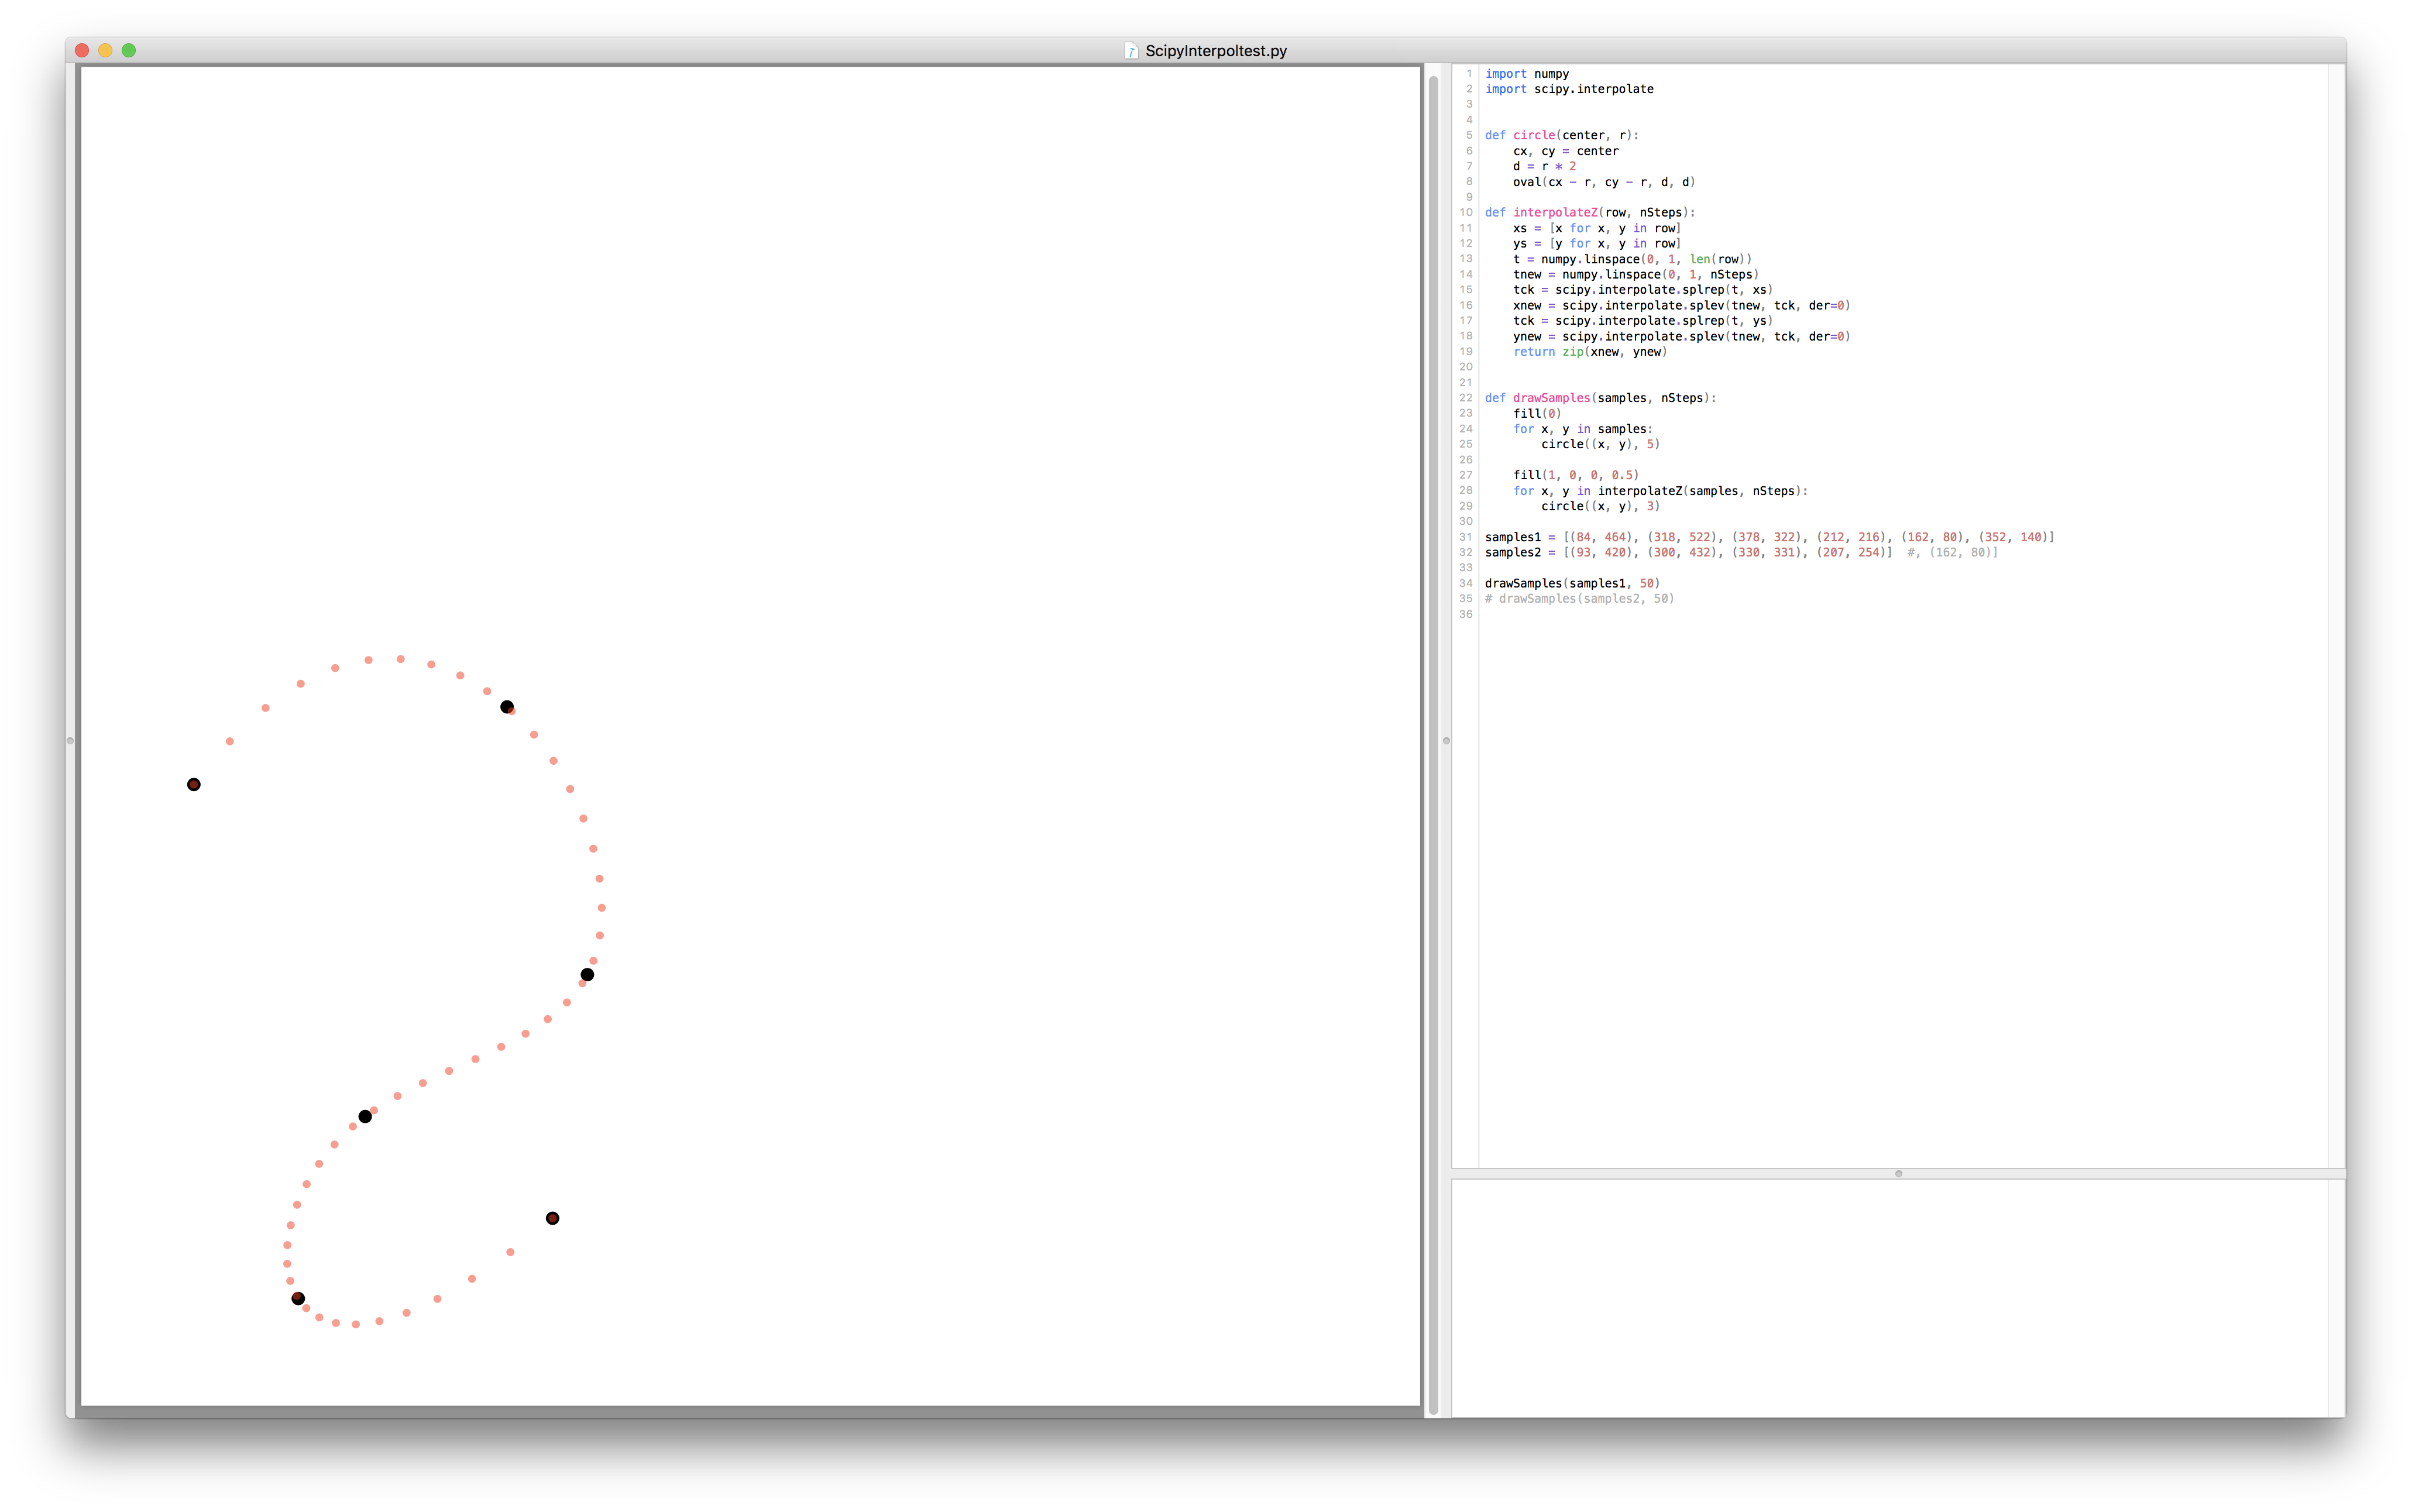 ScipyInterpoltest.py
1 import numpy
2 import scipy.interpolate
3
4
5 def circle(center, r):
6     cx, cy = center
7     d = r * 2
8     oval(cx - r, cy - r, d, d)
9
10 def interpolateZ(row, nSteps):
11     xs = [x for x, y in row]
12     ys = [y for x, y in row]
13     t = numpy.linspace(0, 1, len(row))
14     tnew = numpy.linspace(0, 1, nSteps)
15     tck = scipy.interpolate.splrep(t, xs)
16     xnew = scipy.interpolate.splev(tnew, tck, der=0)
17     tck = scipy.interpolate.splrep(t, ys)
18     ynew = scipy.interpolate.splev(tnew, tck, der=0)
19     return zip(xnew, ynew)
20
21
22 def drawSamples(samples, nSteps):
23     fill(0)
24     for x, y in samples:
25         circle((x, y), 5)
26
27     fill(1, 0, 0, 0.5)
28     for x, y in interpolateZ(samples, nSteps):
29         circle((x, y), 3)
30
31 samples1 = [(84, 464), (318, 522), (378, 322), (212, 216), (162, 80), (352, 140)]
32 samples2 = [(93, 420), (300, 432), (330, 331), (207, 254)]  #, (162, 80)]
33
34 drawSamples(samples1, 50)
35 # drawSamples(samples2, 50)
36